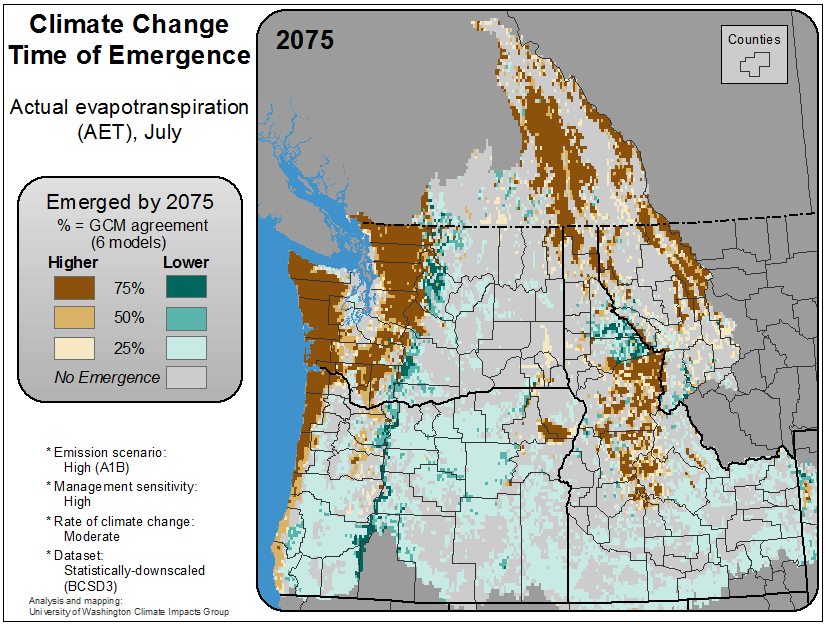 Climate Change
Time of Emergence
Actual evapotranspiration
(AET), July
Emerged by 2075
% = GCM agreement
(6 models)
Higher Lower
75%
50%
25%
No Emergence
* Emission scenario:
High (A1B)
* Management sensitivity:
High
* Rate of climate change:
Moderate
* Dataset:
Statistically-downscaled
(BCSD3)
Analysis and mapping:
University of Washington Climate Impacts Group
2075
Counties